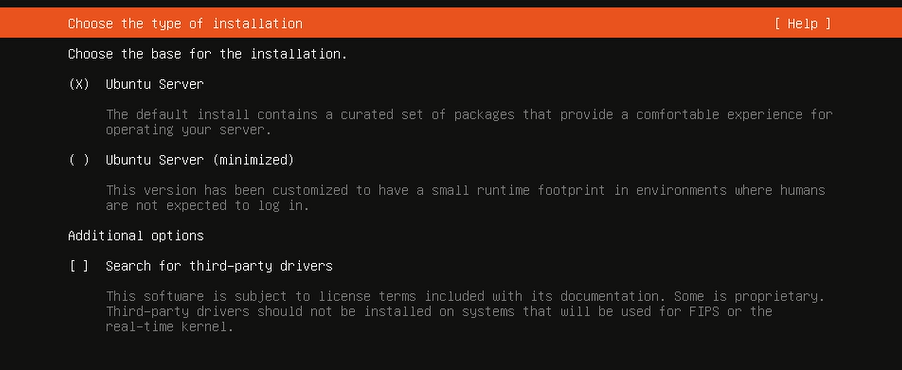 Choose the type of installation [ Help ]
Choose the base for the installation.
(X) Ubuntu Server
The default install contains a curated set of packages that provide a comfortable experience for
operating your server.
( ) Ubuntu Server (minimized)
This version has been customized to have a small runtime footprint in environments where humans
are not expected to log in.
Additional options
[ ] Search for third-party drivers
This software is subject to license terms included with its documentation. Some is proprietary.
Third-party drivers should not be installed on systems that will be used for FIPS or the
real-time kernel.